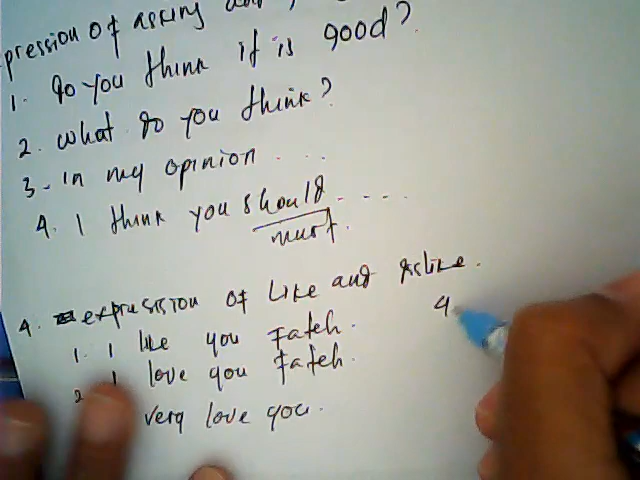 pression of asking and
1. do you think it is good?
2. what do you think?
3. in my opinion . . .
4. I think you should . . . .
must.
4. expression of like and dislike.
4
1. I like you Fateh.
2. I love you Fateh.
very love you.